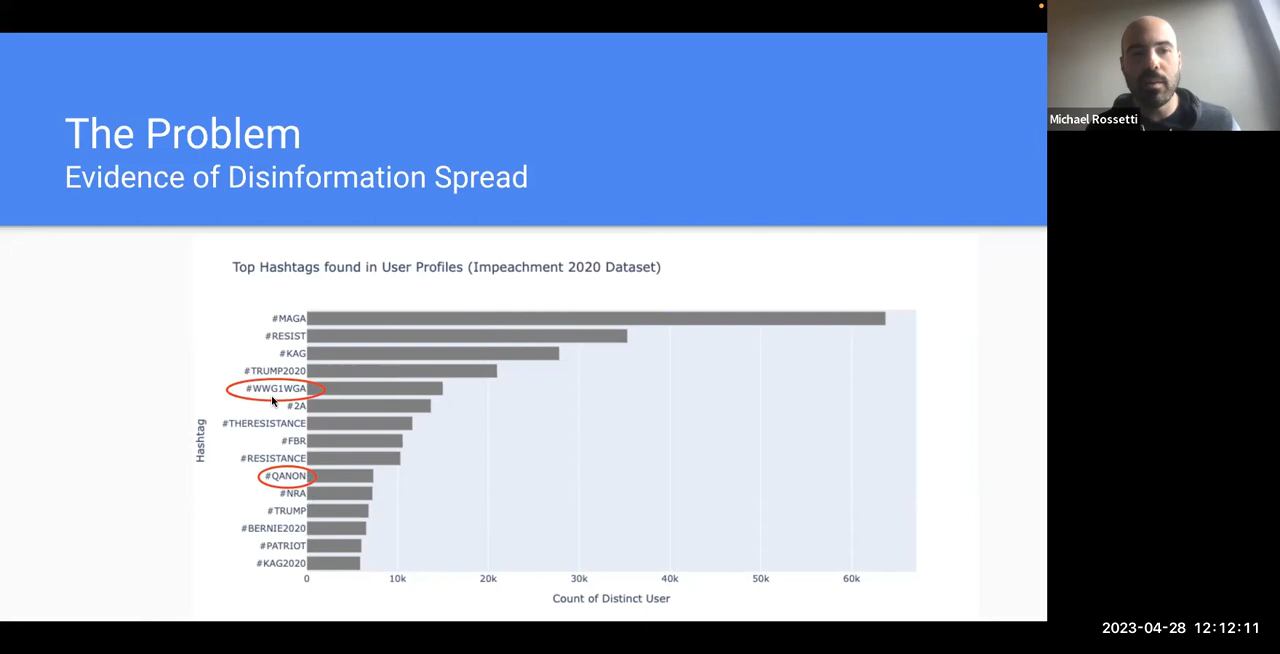 The Problem
Evidence of Disinformation Spread
Michael Rossetti
Top Hashtags found in User Profiles (Impeachment 2020 Dataset)
Hashtag
#MAGA
#RESIST
#KAG
#TRUMP2020
#WWG1WGA
#2A
#THERESISTANCE
#FBR
#RESISTANCE
#QANON
#NRA
#TRUMP
#BERNIE2020
#PATRIOT
#KAG2020
0 10k 20k 30k 40k 50k 60k
Count of Distinct User
2023-04-28 12:12:11